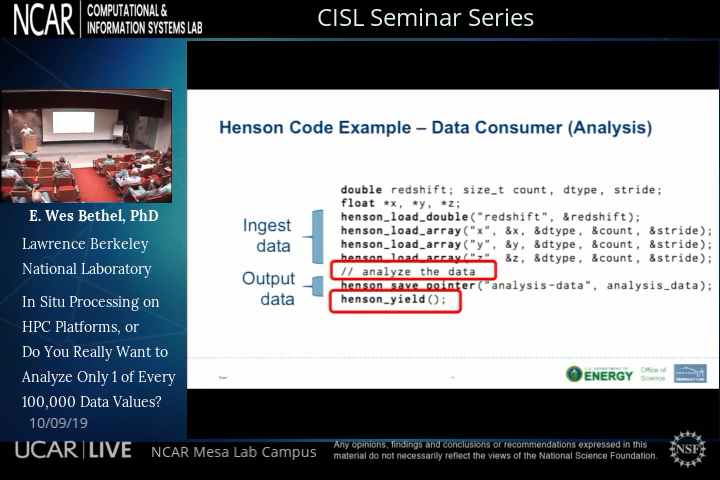 NCAR
COMPUTATIONAL &
INFORMATION SYSTEMS LAB
CISL Seminar Series
E. Wes Bethel, PhD
Lawrence Berkeley
National Laboratory
In Situ Processing on
HPC Platforms, or
Do You Really Want to
Analyze Only 1 of Every
100,000 Data Values?
10/09/19
Henson Code Example – Data Consumer (Analysis)
Ingest
data
Output
data
double redshift; size_t count, dtype, stride;
float *x, *y, *z;
henson_load_double("redshift", &redshift);
henson_load_array("x", &x, &dtype, &count, &stride);
henson_load_array("y", &y, &dtype, &count, &stride);
henson_load_array("z", &z, &dtype, &count, &stride);
// analyze the data
henson_save_pointer("analysis-data", analysis_data);
henson_yield();
U.S. DEPARTMENT OF
ENERGY
Office of
Science
UCAR LIVE
NCAR Mesa Lab Campus
Any opinions, findings and conclusions or recommendations expressed in this
material do not necessarily reflect the views of the National Science Foundation.
NSF